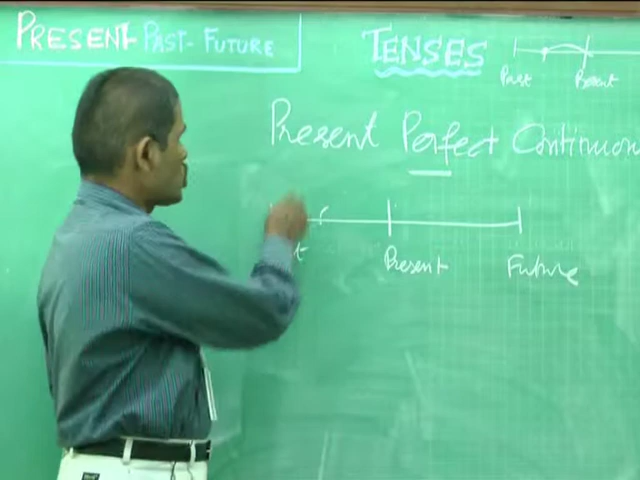 PRESENT PAST - FUTURE
TENSES
Past Present
Present Perfect Continuous
Present Future